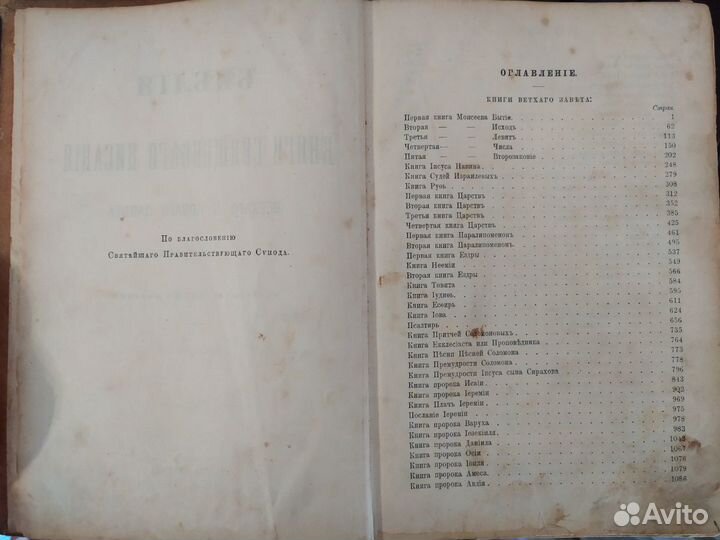 По благословенію
Святѣйшаго Правительствующаго Сѵнода.
ОГЛАВЛЕНІЕ.
КНИГИ ВЕТХАГО ЗАВѢТА:
Стран.
Первая книга Моисеева Бытіе. 1
Вторая — — Исходъ 62
Третья — — Левитъ 113
Четвертая — — Числа 150
Пятая — — Второзаконіе 202
Книга Іисуса Навина. 248
Книга Судей Израилевыхъ 279
Книга Руѳь 308
Первая книга Царствъ 312
Вторая книга Царствъ 352
Третья книга Царствъ 385
Четвертая книга Царствъ 425
Первая книга Паралипоменонъ 461
Вторая книга Паралипоменонъ 495
Первая книга Ездры 537
Книга Нееміи 549
Вторая книга Ездры 566
Книга Товита 584
Книга Іудиѳь 595
Книга Есѳирь 611
Книга Іова 624
Псалтирь 656
Книга Притчей Соломоновыхъ 735
Книга Екклесіаста или Проповѣдника 764
Книга Пѣсни Пѣсней Соломона 773
Книга Премудрости Соломона 778
Книга Премудрости Іисуса сына Сирахова 796
Книга пророка Исаіи 843
Книга пророка Іереміи 903
Книга Плачъ Іереміи 969
Посланіе Іереміи 975
Книга пророка Варуха 978
Книга пророка Іезекіиля 983
Книга пророка Даніила 1043
Книга пророка Осіи 1067
Книга пророка Іоиля 1076
Книга пророка Амоса 1079
Книга пророка Авдія 1086
Avito